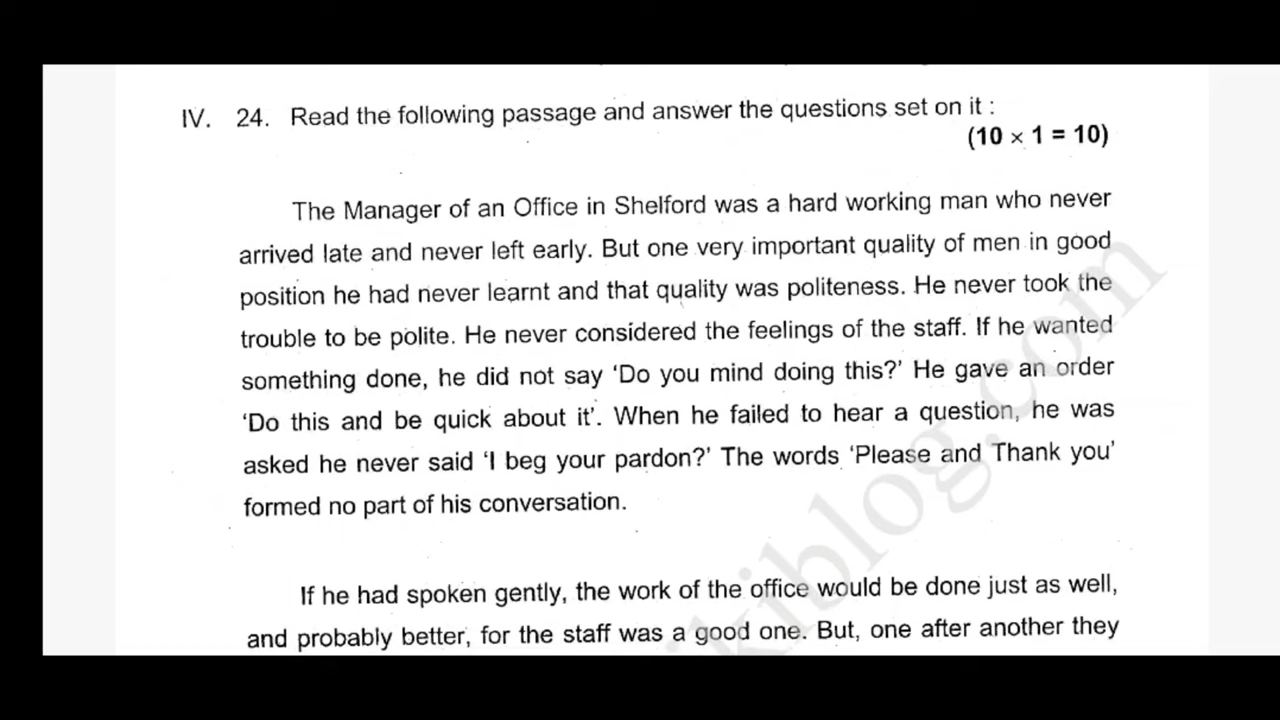 IV. 24. Read the following passage and answer the questions set on it :
(10 × 1 = 10)
The Manager of an Office in Shelford was a hard working man who never
arrived late and never left early. But one very important quality of men in good
position he had never learnt and that quality was politeness. He never took the
trouble to be polite. He never considered the feelings of the staff. If he wanted
something done, he did not say ‘Do you mind doing this?’ He gave an order
‘Do this and be quick about it’. When he failed to hear a question, he was
asked he never said ‘I beg your pardon?’ The words ‘Please and Thank you’
formed no part of his conversation.
If he had spoken gently, the work of the office would be done just as well,
and probably better, for the staff was a good one. But, one after another they
kiblog.com